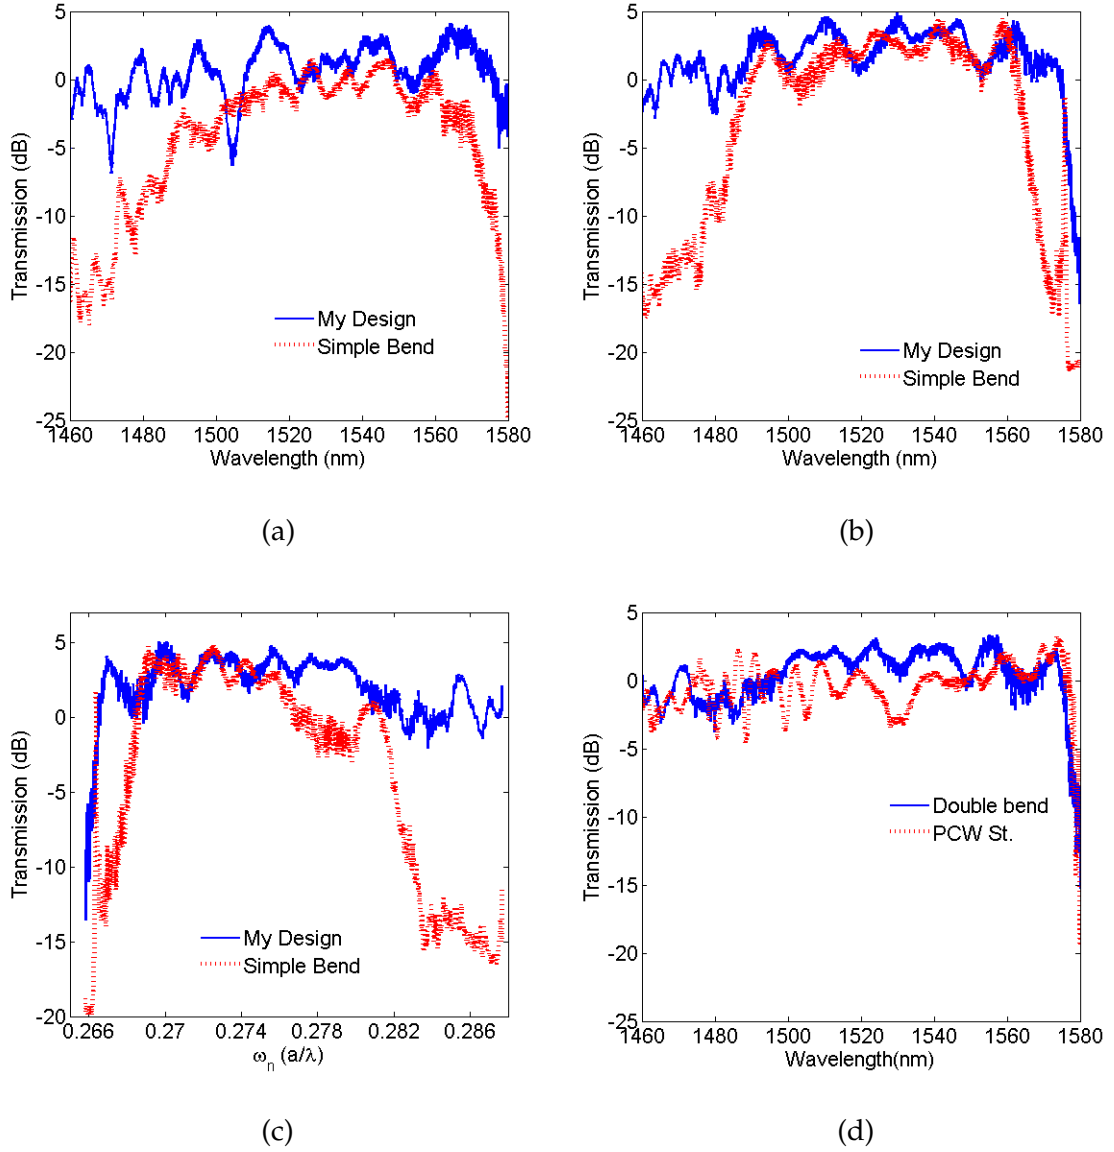 5
0
-5
-10
-15
-20
-25
Transmission (dB)
My Design
Simple Bend
1460 1480 1500 1520 1540 1560 1580
Wavelength (nm)
(a)
5
0
-5
-10
-15
-20
-25
Transmission (dB)
My Design
Simple Bend
1460 1480 1500 1520 1540 1560 1580
Wavelength (nm)
(b)
5
0
-5
-10
-15
-20
Transmission (dB)
My Design
Simple Bend
0.266 0.27 0.274 0.278 0.282 0.286
ωn (a/λ)
(c)
5
0
-5
-10
-15
-20
-25
Transmission (dB)
Double bend
PCW St.
1460 1480 1500 1520 1540 1560 1580
Wavelength(nm)
(d)